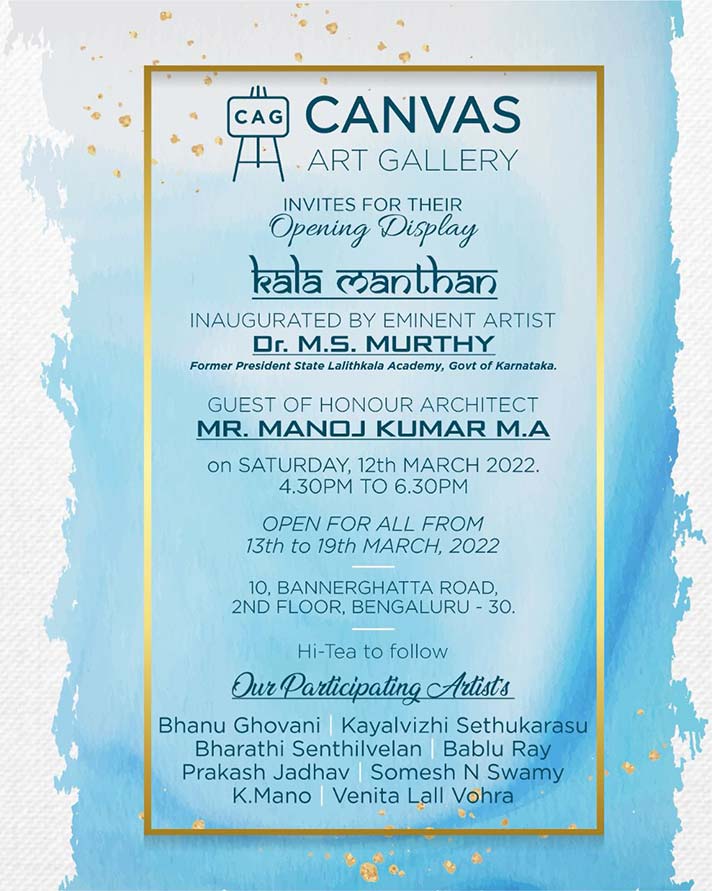 CAG
CANVAS
ART GALLERY
INVITES FOR THEIR
Opening Display
kala manthan
INAUGURATED BY EMINENT ARTIST
Dr. M.S. MURTHY
Former President State Lalithkala Academy, Govt of Karnataka.
GUEST OF HONOUR ARCHITECT
MR. MANOJ KUMAR M.A
on SATURDAY, 12th MARCH 2022.
4.30PM TO 6.30PM
OPEN FOR ALL FROM
13th to 19th MARCH, 2022
10, BANNERGHATTA ROAD,
2ND FLOOR, BENGALURU - 30.
Hi-Tea to follow
Our Participating Artist's
Bhanu Ghovani | Kayalvizhi Sethukarasu
Bharathi Senthilvelan | Bablu Ray
Prakash Jadhav | Somesh N Swamy
K.Mano | Venita Lall Vohra